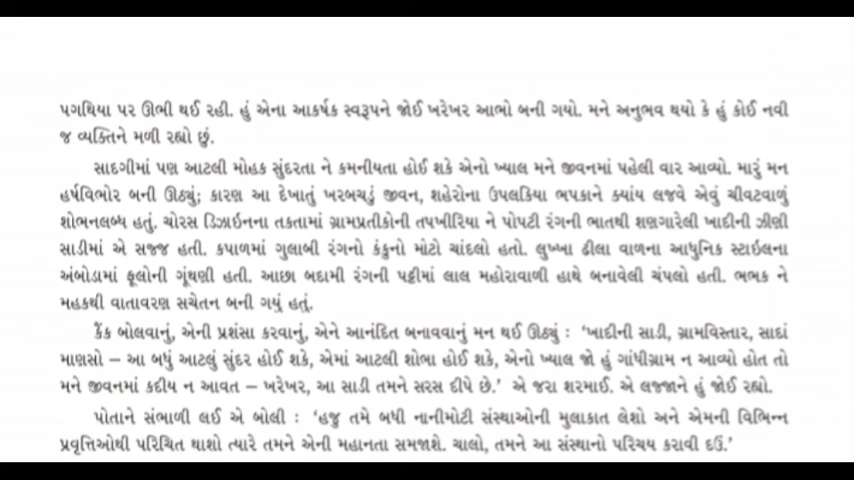 પગથિયા પર ઊભી થઈ રહી. હું એના આકર્ષક સ્વરૂપને જોઈ ખરેખર આભો બની ગયો. મને અનુભવ થયો કે હું કોઈ નવી
જ વ્યક્તિને મળી રહ્યો છું.
સાદગીમાં પણ આટલી મોહક સુંદરતા ને કમનીયતા હોઈ શકે એનો ખ્યાલ મને જીવનમાં પહેલી વાર આવ્યો. મારું મન
હર્ષવિભોર બની ઊઠ્યું; કારણ આ દેખાતું ખરબચડું જીવન, શહેરોના ઉપલકિયા ભપકાને ક્યાંય લજવે એવું ચીવટવાળું
શોભનલબ્ધ હતું. ચોરસ ડિઝાઇનના તકતામાં ગ્રામપ્રતીકોની તપખીરિયા ને પોપટી રંગની ભાતથી શણગારેલી ખાદીની ઝીણી
સાડીમાં એ સજ્જ હતી. કપાળમાં ગુલાબી રંગનો કંકુનો મોટો ચાંદલો હતો. લુખ્ખા ઢીલા વાળના આધુનિક સ્ટાઇલના
અંબોડામાં ફૂલોની ગૂંથણી હતી. આછા બદામી રંગની પટ્ટીમાં લાલ મહોરાવાળી હાથે બનાવેલી ચંપલો હતી. ભભક ને
મહકથી વાતાવરણ સચેતન બની ગયું હતું.
કૈંક બોલવાનું, એની પ્રશંસા કરવાનું, એને આનંદિત બનાવવાનું મન થઈ ઊઠ્યું : ‘ખાદીની સાડી, ગ્રામવિસ્તાર, સાદાં
માણસો – આ બધું આટલું સુંદર હોઈ શકે, એમાં આટલી શોભા હોઈ શકે, એનો ખ્યાલ જો હું ગાંધીગ્રામ ન આવ્યો હોત તો
મને જીવનમાં કદીય ન આવત – ખરેખર, આ સાડી તમને સરસ દીપે છે.’ એ જરા શરમાઈ. એ લજ્જાને હું જોઈ રહ્યો.
પોતાને સંભાળી લઈ એ બોલી : ‘હજુ તમે બધી નાનીમોટી સંસ્થાઓની મુલાકાત લેશો અને એમની વિભિન્ન
પ્રવૃત્તિઓથી પરિચિત થાશો ત્યારે તમને એની મહાનતા સમજાશે. ચાલો, તમને આ સંસ્થાનો પરિચય કરાવી દઉં.’